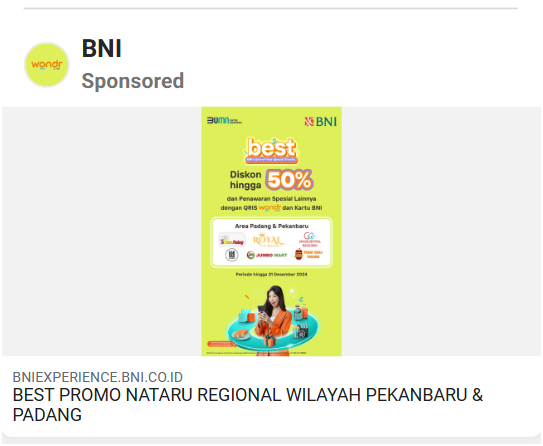 wondr
BNI
Sponsored
BUMN
BNI
best
Diskon
hingga
50%
dan Penawaran Spesial Lainnya
dengan QRIS wondr dan Kartu BNI
Area Padang & Pekanbaru
ROYAL
JUMBO MART
Periode hingga 31 Desember 2024
BNIEXPERIENCE.BNI.CO.ID
BEST PROMO NATARU REGIONAL WILAYAH PEKANBARU &
PADANG